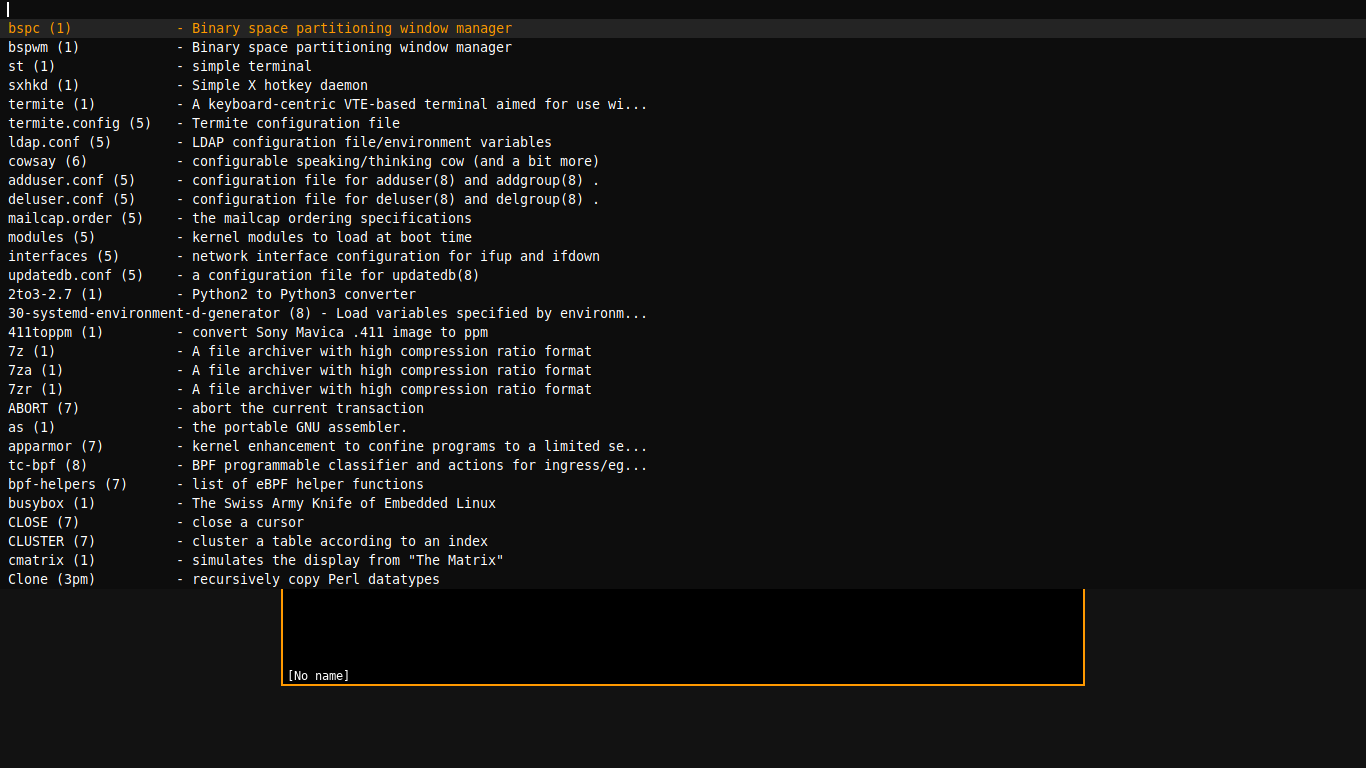 bspc (1)             - Binary space partitioning window manager
bspwm (1)            - Binary space partitioning window manager
st (1)               - simple terminal
sxhkd (1)            - Simple X hotkey daemon
termite (1)          - A keyboard-centric VTE-based terminal aimed for use wi...
termite.config (5)   - Termite configuration file
ldap.conf (5)        - LDAP configuration file/environment variables
cowsay (6)           - configurable speaking/thinking cow (and a bit more)
adduser.conf (5)     - configuration file for adduser(8) and addgroup(8) .
deluser.conf (5)     - configuration file for deluser(8) and delgroup(8) .
mailcap.order (5)    - the mailcap ordering specifications
modules (5)          - kernel modules to load at boot time
interfaces (5)       - network interface configuration for ifup and ifdown
updatedb.conf (5)    - a configuration file for updatedb(8)
2to3-2.7 (1)         - Python2 to Python3 converter
30-systemd-environment-d-generator (8) - Load variables specified by environm...
411toppm (1)         - convert Sony Mavica .411 image to ppm
7z (1)               - A file archiver with high compression ratio format
7za (1)              - A file archiver with high compression ratio format
7zr (1)              - A file archiver with high compression ratio format
ABORT (7)            - abort the current transaction
as (1)               - the portable GNU assembler.
apparmor (7)         - kernel enhancement to confine programs to a limited se...
tc-bpf (8)           - BPF programmable classifier and actions for ingress/eg...
bpf-helpers (7)      - list of eBPF helper functions
busybox (1)          - The Swiss Army Knife of Embedded Linux
CLOSE (7)            - close a cursor
CLUSTER (7)          - cluster a table according to an index
cmatrix (1)          - simulates the display from "The Matrix"
Clone (3pm)          - recursively copy Perl datatypes
[No name]